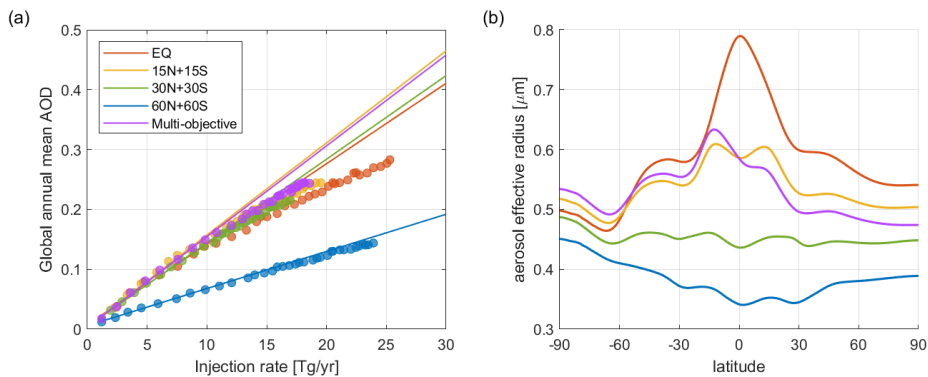 (a)
Global annual mean AOD
0.5
0.4
0.3
0.2
0.1
0
EQ
15N+15S
30N+30S
60N+60S
Multi-objective
0 5 10 15 20 25 30
Injection rate [Tg/yr]
(b)
aerosol effective radius [μm]
0.8
0.7
0.6
0.5
0.4
0.3
-90 -60 -30 0 30 60 90
latitude